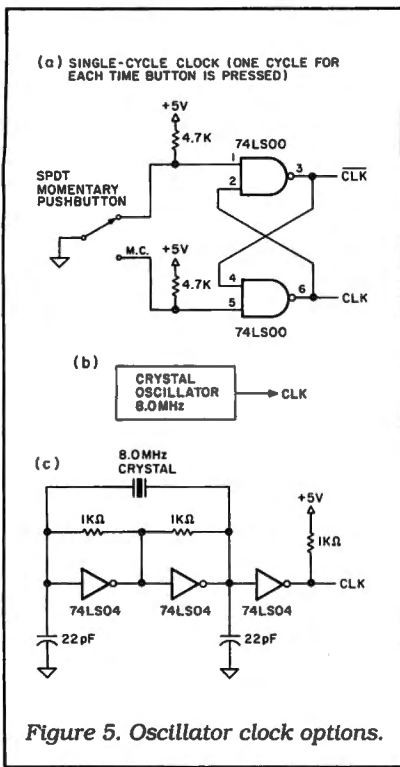 (a) SINGLE-CYCLE CLOCK (ONE CYCLE FOR
EACH TIME BUTTON IS PRESSED)
+5V
4.7K
74LS00
SPDT
MOMENTARY
PUSHBUTTON
1
2
3
CLK
M.C.
+5V
4.7K
4
5
6
CLK
74LS00
(b)
CRYSTAL
OSCILLATOR
8.0MHz
CLK
(c)
8.0MHz
CRYSTAL
+5V
1KΩ
1KΩ
1KΩ
CLK
74LS04
74LS04
74LS04
22pF
22pF
Figure 5. Oscillator clock options.